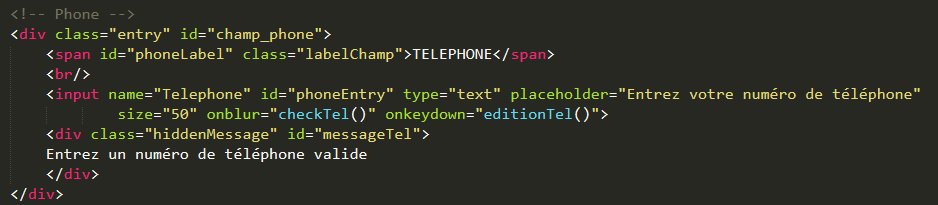 <!-- Phone -->
<div class="entry" id="champ_phone">
<span id="phoneLabel" class="labelChamp">TELEPHONE</span>
<br/>
<input name="Telephone" id="phoneEntry" type="text" placeholder="Entrez votre numéro de téléphone"
size="50" onblur="checkTel()" onkeydown="editionTel()">
<div class="hiddenMessage" id="messageTel">
Entrez un numéro de téléphone valide
</div>
</div>